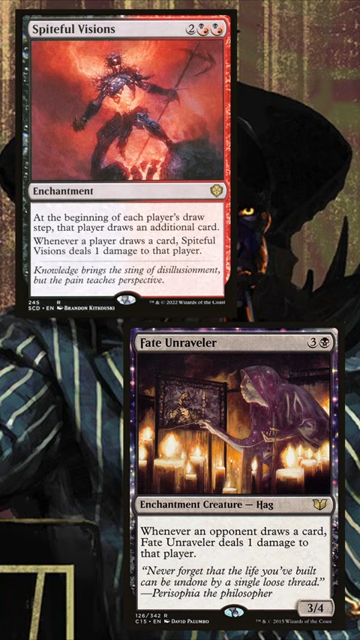 Spiteful Visions 2
Enchantment
At the beginning of each player's draw
step, that player draws an additional card.
Whenever a player draws a card, Spiteful
Visions deals 1 damage to that player.
Knowledge brings the sting of disillusionment,
but the pain teaches perspective.
245 R
SCD • EN Brandon Kitkouski
™ & © 2022 Wizards of the Coast
Fate Unraveler 3
Enchantment Creature — Hag
Whenever an opponent draws a card,
Fate Unraveler deals 1 damage to
that player.
"Never forget that the life you've built
can be undone by a single loose thread."
—Perisophia the philosopher
3/4
126/342 R
C15 • EN David Palumbo
™ & © 2015 Wizards of the Coast